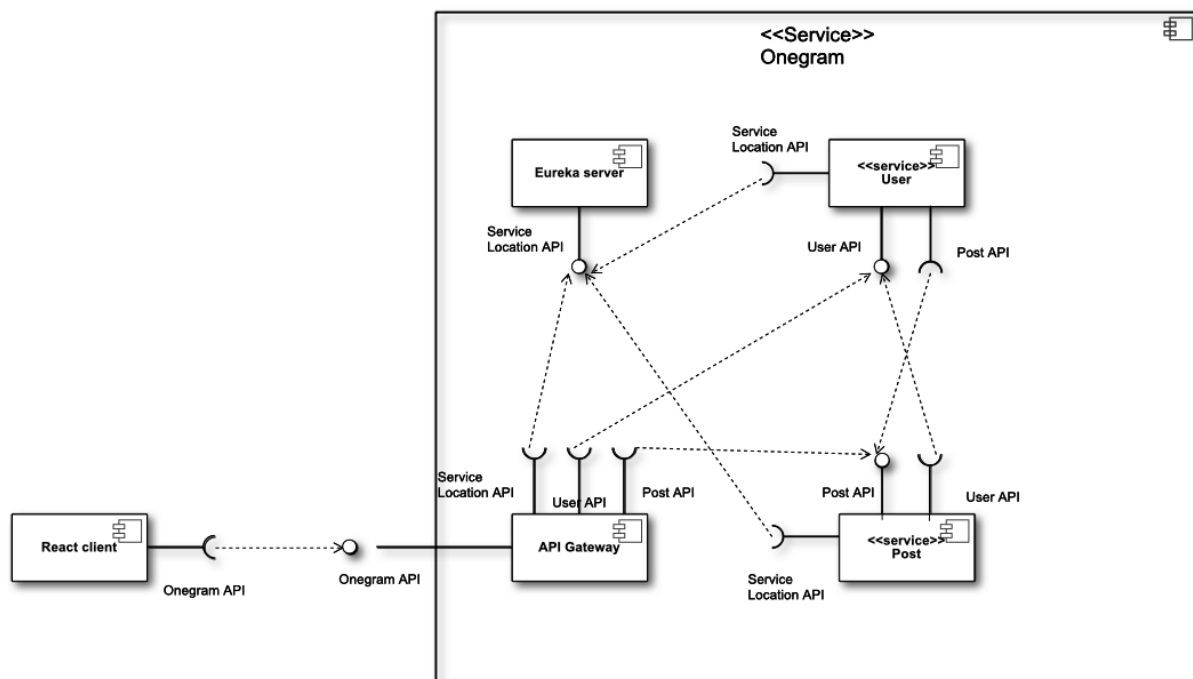 <<Service>>
Onegram
Service
Location API
Eureka server
<<service>>
User
Service
Location API
User API
Post API
Service
Location API
User API
Post API
Post API
User API
React client
Onegram API
Onegram API
API Gateway
<<service>>
Post
Service
Location API